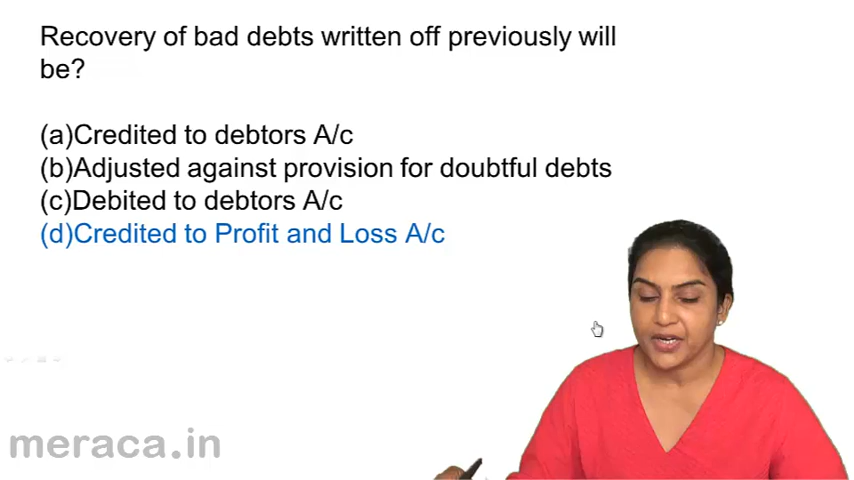 Recovery of bad debts written off previously will
be?
(a)Credited to debtors A/c
(b)Adjusted against provision for doubtful debts
(c)Debited to debtors A/c
(d)Credited to Profit and Loss A/c
meraca.in